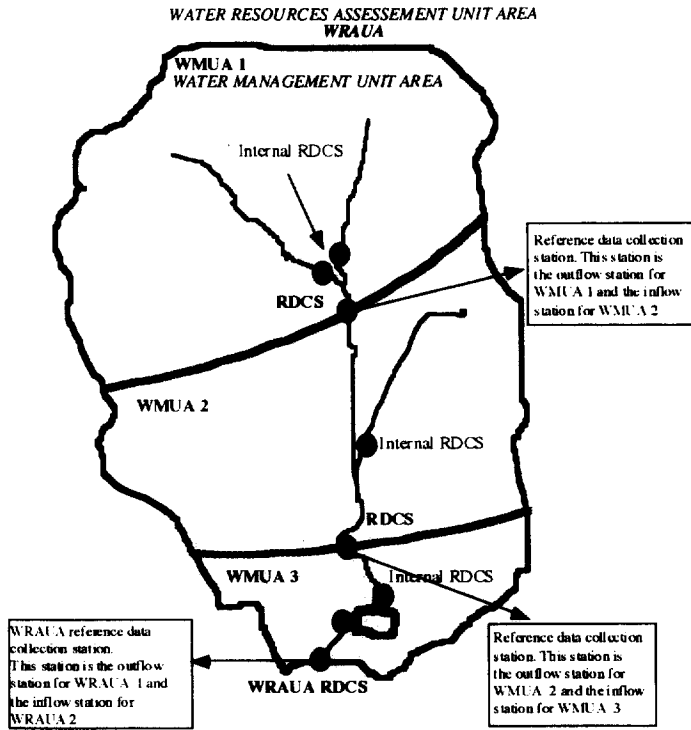 WATER RESOURCES ASSESSEMENT UNIT AREA
WRAUA
WMUA 1
WATER MANAGEMENT UNIT AREA
Internal RDCS
Reference data collection
station. This station is
the outflow station for
WMUA 1 and the inflow
station for WMUA 2
RDCS
WMUA 2
Internal RDCS
RDCS
WMUA 3
Internal RDCS
WRAUA reference data
collection station.
This station is the outflow
station for WRAUA 1 and
the inflow station for
WRAUA 2
WRAUA RDCS
Reference data collection
station. This station is
the outflow station for
WMUA 2 and the inflow
station for WMUA 3